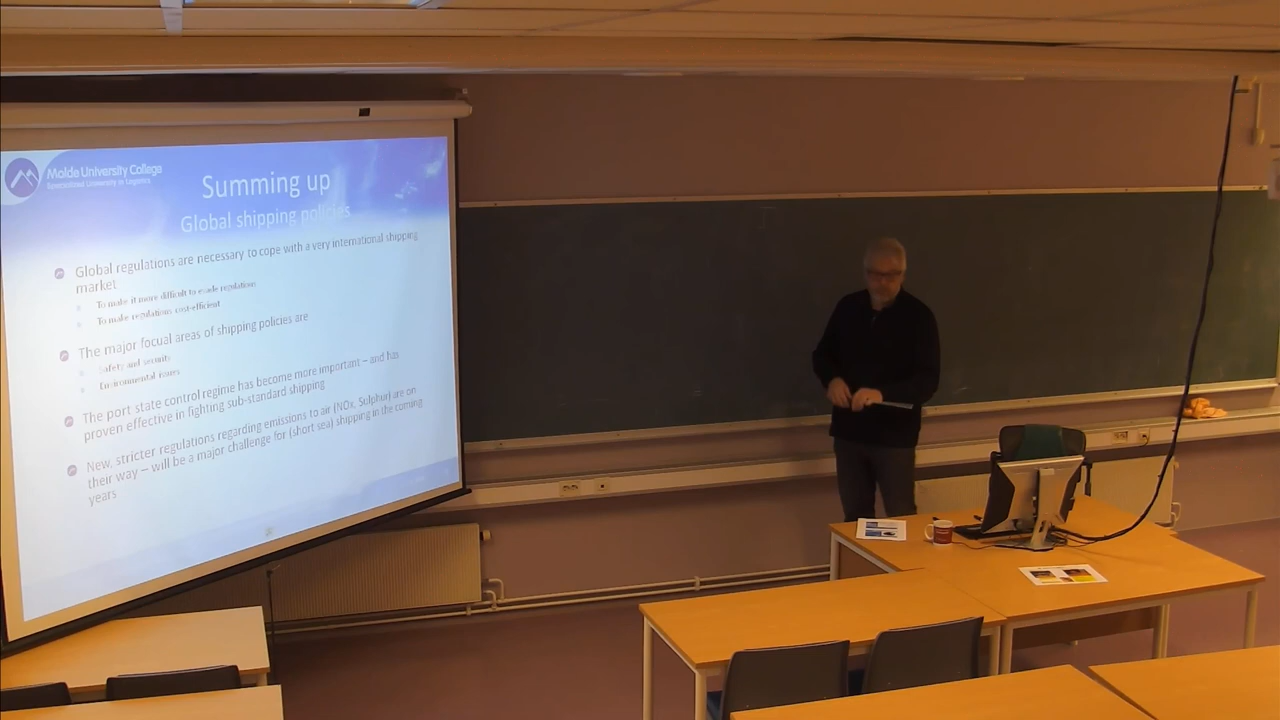 Molde University College
Specialized University in Logistics
Summing up
Global shipping policies
Global regulations are necessary to cope with a very international shipping
market
To make it more difficult to evade regulations
To make regulations cost-efficient
The major focual areas of shipping policies are
Safety and security
Environmental issues
The port state control regime has become more important – and has
proven effective in fighting sub-standard shipping
New, stricter regulations regarding emissions to air (NOx, Sulphur) are on
their way – will be a major challenge for (short sea) shipping in the coming
years